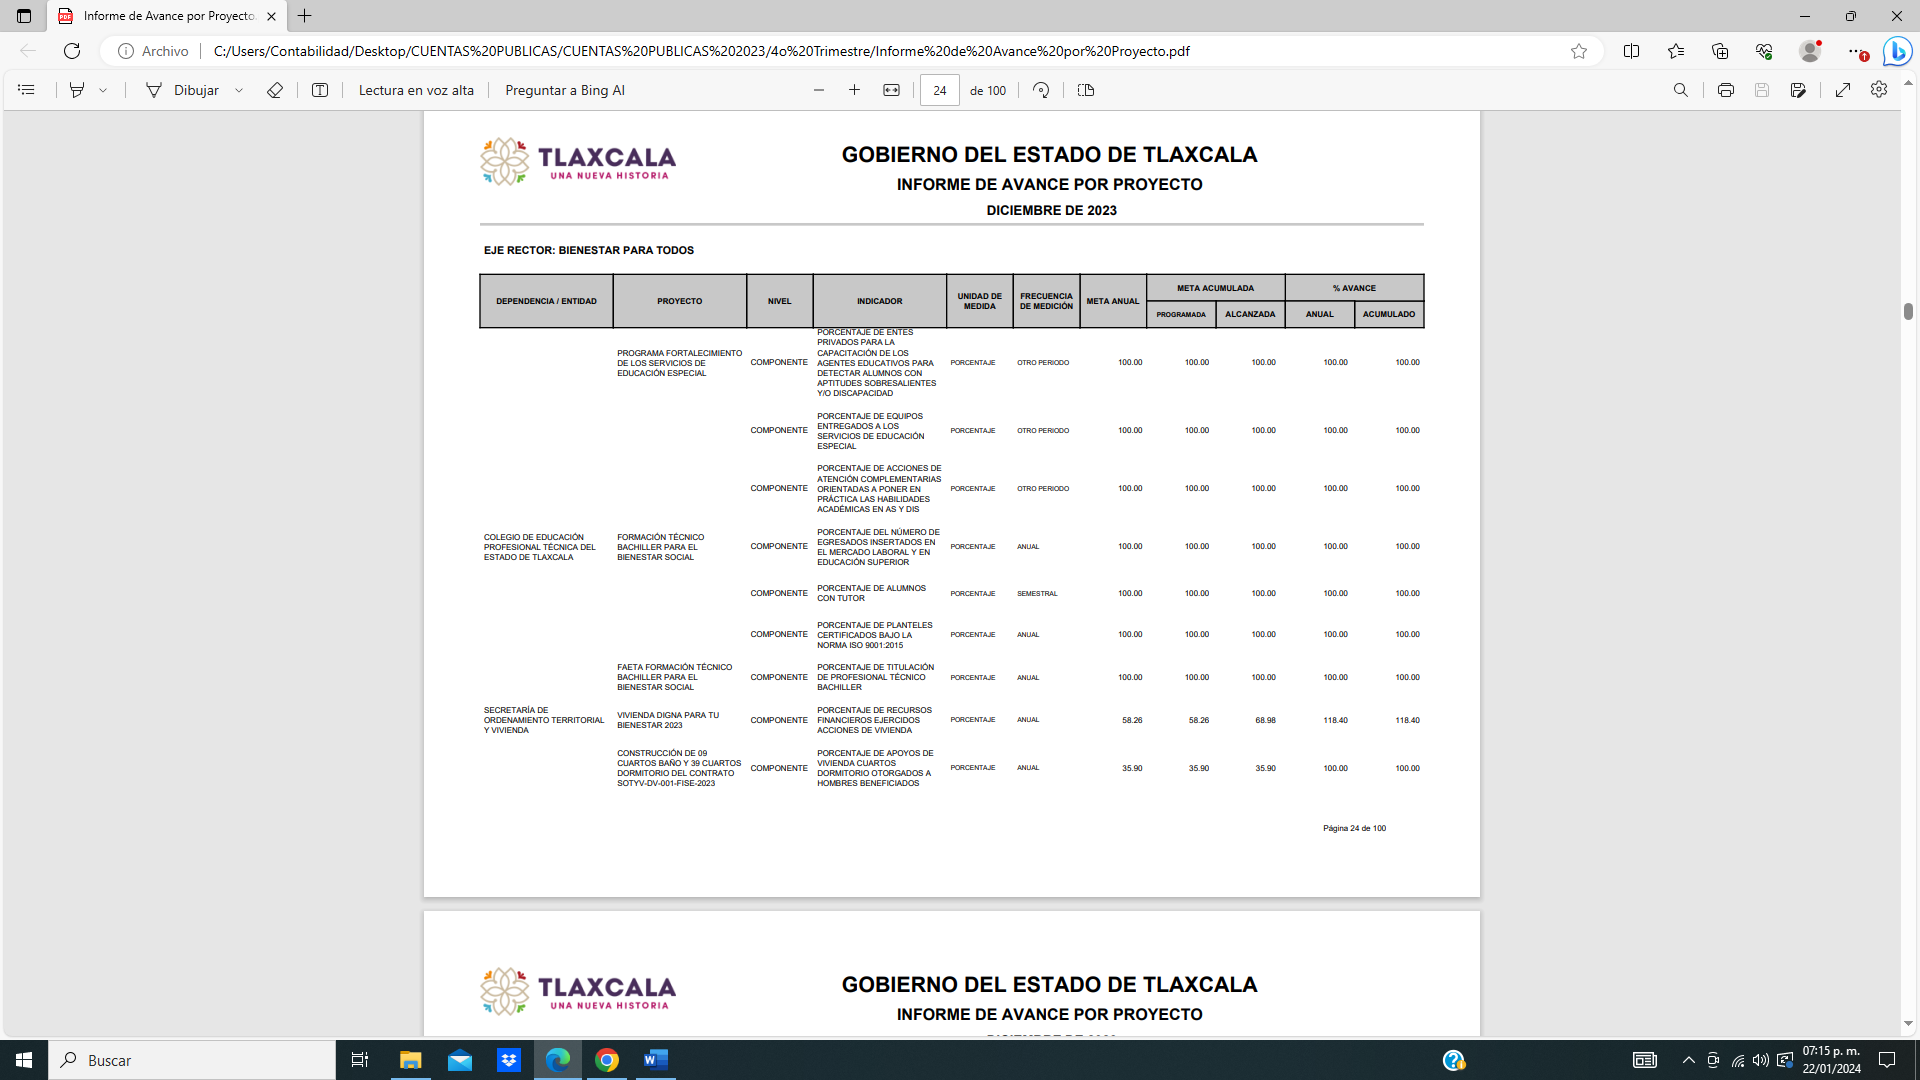 Informe de Avance por Proyecto.
Archivo C:/Users/Contabilidad/Desktop/CUENTAS%20PUBLICAS/CUENTAS%20PUBLICAS%202023/4o%20Trimestre/Informe%20de%20Avance%20por%20Proyecto.pdf
Dibujar Lectura en voz alta Preguntar a Bing AI 24 de 100
TLAXCALA
UNA NUEVA HISTORIA
GOBIERNO DEL ESTADO DE TLAXCALA
INFORME DE AVANCE POR PROYECTO
DICIEMBRE DE 2023
EJE RECTOR: BIENESTAR PARA TODOS
DEPENDENCIA / ENTIDAD
PROYECTO
NIVEL
INDICADOR
UNIDAD DE
MEDIDA
FRECUENCIA
DE MEDICIÓN
META ANUAL
META ACUMULADA
PROGRAMADA
ALCANZADA
% AVANCE
ANUAL
ACUMULADO
PROGRAMA FORTALECIMIENTO
DE LOS SERVICIOS DE
EDUCACIÓN ESPECIAL
COMPONENTE
PORCENTAJE DE ENTES
PRIVADOS PARA LA
CAPACITACIÓN DE LOS
AGENTES EDUCATIVOS PARA
DETECTAR ALUMNOS CON
APTITUDES SOBRESALIENTES
Y/O DISCAPACIDAD
PORCENTAJE OTRO PERIODO 100.00 100.00 100.00 100.00 100.00
COMPONENTE
PORCENTAJE DE EQUIPOS
ENTREGADOS A LOS
SERVICIOS DE EDUCACIÓN
ESPECIAL
PORCENTAJE OTRO PERIODO 100.00 100.00 100.00 100.00 100.00
COMPONENTE
PORCENTAJE DE ACCIONES DE
ATENCIÓN COMPLEMENTARIAS
ORIENTADAS A PONER EN
PRÁCTICA LAS HABILIDADES
ACADÉMICAS EN AS Y DIS
PORCENTAJE OTRO PERIODO 100.00 100.00 100.00 100.00 100.00
COLEGIO DE EDUCACIÓN
PROFESIONAL TÉCNICA DEL
ESTADO DE TLAXCALA
FORMACIÓN TÉCNICO
BACHILLER PARA EL
BIENESTAR SOCIAL
COMPONENTE
PORCENTAJE DEL NÚMERO DE
EGRESADOS INSERTADOS EN
EL MERCADO LABORAL Y EN
EDUCACIÓN SUPERIOR
PORCENTAJE ANUAL 100.00 100.00 100.00 100.00 100.00
COMPONENTE
PORCENTAJE DE ALUMNOS
CON TUTOR
PORCENTAJE SEMESTRAL 100.00 100.00 100.00 100.00 100.00
COMPONENTE
PORCENTAJE DE PLANTELES
CERTIFICADOS BAJO LA
NORMA ISO 9001:2015
PORCENTAJE ANUAL 100.00 100.00 100.00 100.00 100.00
FAETA FORMACIÓN TÉCNICO
BACHILLER PARA EL
BIENESTAR SOCIAL
COMPONENTE
PORCENTAJE DE TITULACIÓN
DE PROFESIONAL TÉCNICO
BACHILLER
PORCENTAJE ANUAL 100.00 100.00 100.00 100.00 100.00
SECRETARÍA DE
ORDENAMIENTO TERRITORIAL
Y VIVIENDA
VIVIENDA DIGNA PARA TU
BIENESTAR 2023
COMPONENTE
PORCENTAJE DE RECURSOS
FINANCIEROS EJERCIDOS
ACCIONES DE VIVIENDA
PORCENTAJE ANUAL 58.26 58.26 68.98 118.40 118.40
CONSTRUCCIÓN DE 09
CUARTOS BAÑO Y 39 CUARTOS
DORMITORIO DEL CONTRATO
SOTYV-DV-001-FISE-2023
COMPONENTE
PORCENTAJE DE APOYOS DE
VIVIENDA CUARTOS
DORMITORIO OTORGADOS A
HOMBRES BENEFICIADOS
PORCENTAJE ANUAL 35.90 35.90 35.90 100.00 100.00
Página 24 de 100
TLAXCALA
UNA NUEVA HISTORIA
GOBIERNO DEL ESTADO DE TLAXCALA
INFORME DE AVANCE POR PROYECTO
Buscar
07:15 p. m.
22/01/2024